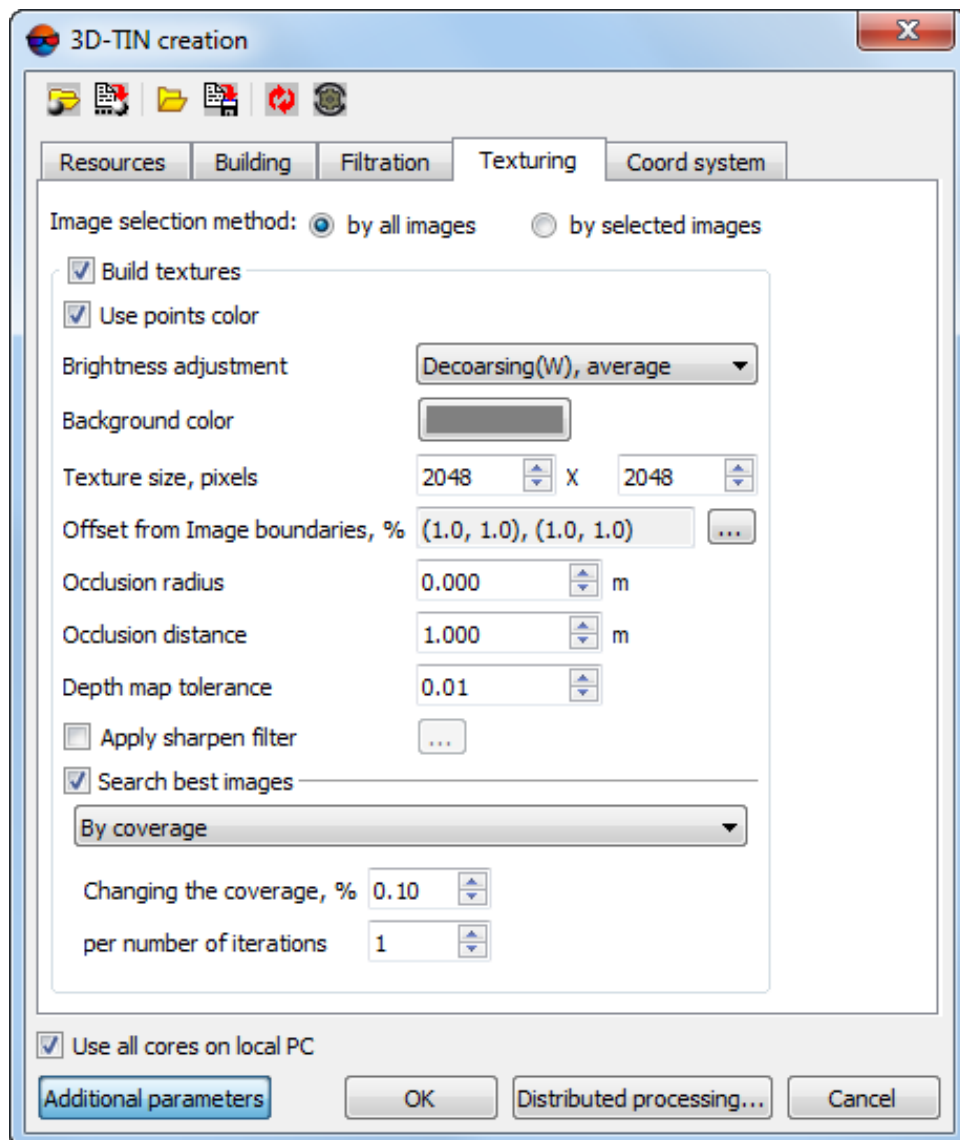 3D-TIN creation
Resources Building Filtration Texturing Coord system
Image selection method: by all images by selected images
Build textures
Use points color
Brightness adjustment Decoarsing(W), average
Background color
Texture size, pixels 2048 X 2048
Offset from Image boundaries, % (1.0, 1.0), (1.0, 1.0) ...
Occlusion radius 0.000 m
Occlusion distance 1.000 m
Depth map tolerance 0.01
Apply sharpen filter ...
Search best images
By coverage
Changing the coverage, % 0.10
per number of iterations 1
Use all cores on local PC
Additional parameters OK Distributed processing... Cancel